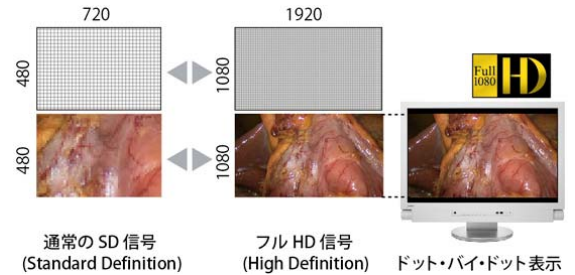 720
1920
480
1080
Full
1080
HD
480
1080
通常の SD 信号
(Standard Definition)
フル HD 信号
(High Definition)
ドット・バイ・ドット表示